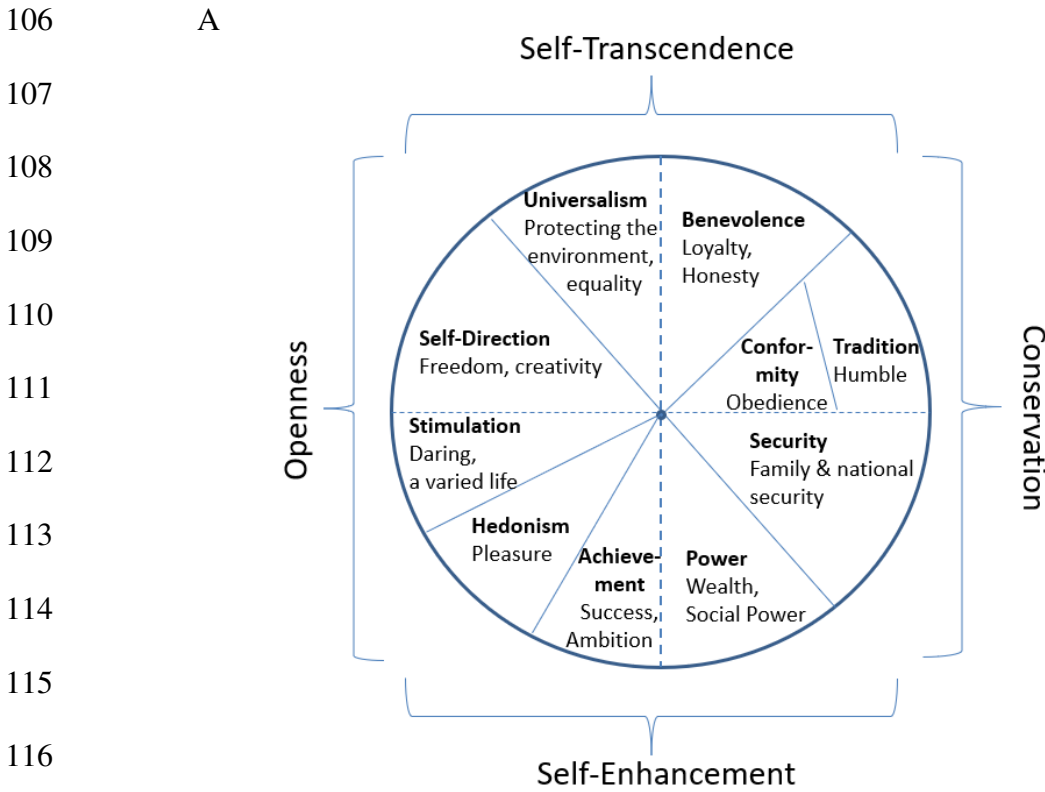 106
A
Self-Transcendence
107
108
Universalism
Protecting the
environment,
equality
Benevolence
Loyalty,
Honesty
109
110
Self-Direction
Freedom, creativity
Confor-
mity
Obedience
Tradition
Humble
Openness
Conservation
111
Stimulation
Daring,
a varied life
Security
Family & national
security
112
113
Hedonism
Pleasure
Achieve-
ment
Success,
Ambition
Power
Wealth,
Social Power
114
115
116
Self-Enhancement